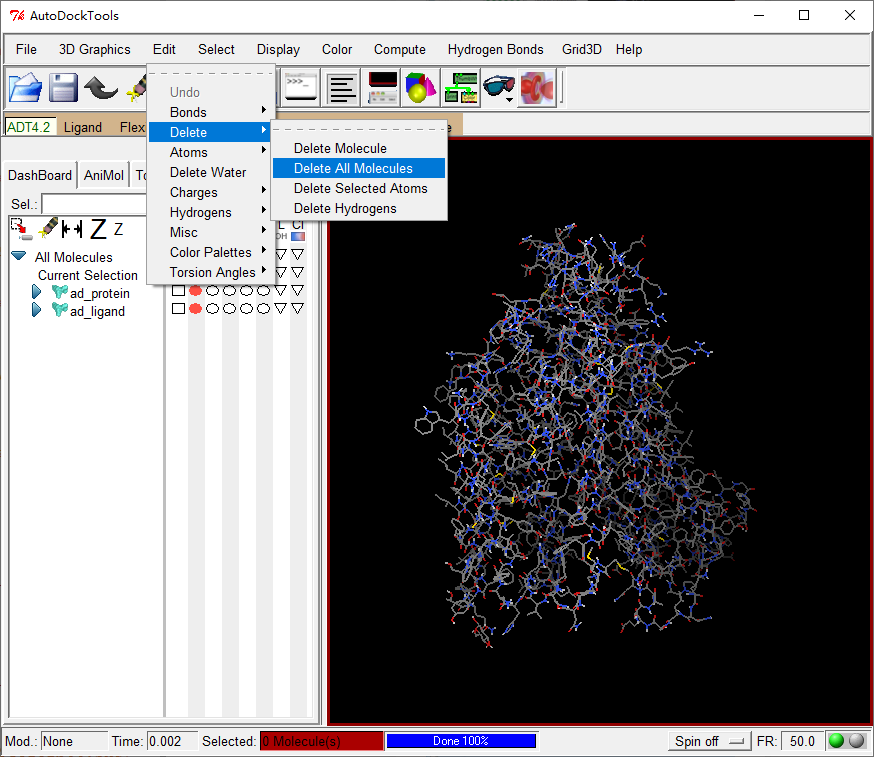 AutoDockTools
File 3D Graphics Edit Select Display Color Compute Hydrogen Bonds Grid3D Help
>>>_
ADT4.2 Ligand Flex
Undo
Bonds
Delete
Atoms
Delete Water
Charges
Hydrogens
Misc
Color Palettes
Torsion Angles
Delete Molecule
Delete All Molecules
Delete Selected Atoms
Delete Hydrogens
DashBoard AniMol
Sel.:
Z Z
L Cl
All Molecules
Current Selection
ad_protein
ad_ligand
Mod.: None Time: 0.002 Selected: 0 Molecule(s) Done 100% Spin off FR: 50.0